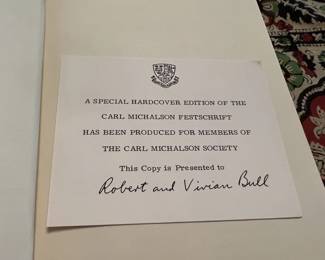 A SPECIAL HARDCOVER EDITION OF THE
CARL MICHALSON FESTSCHRIFT
HAS BEEN PRODUCED FOR MEMBERS OF
THE CARL MICHALSON SOCIETY
This Copy is Presented to
Robert and Vivian Bull